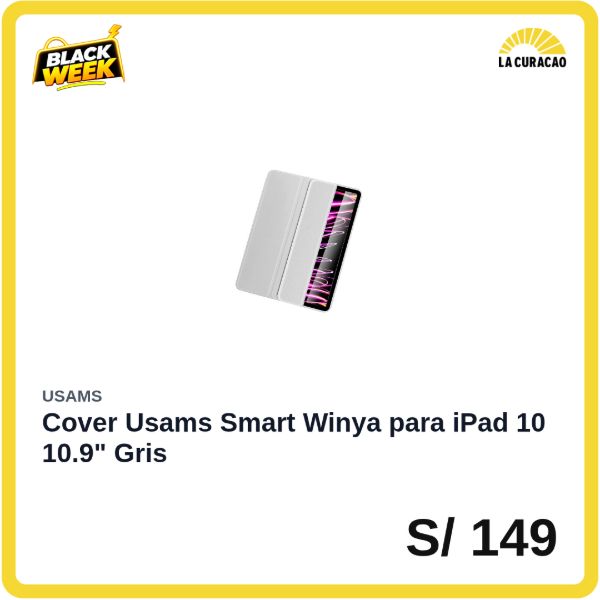 BLACK
WEEK
LA CURACAO
USAMS
Cover Usams Smart Winya para iPad 10
10.9" Gris
S/ 149